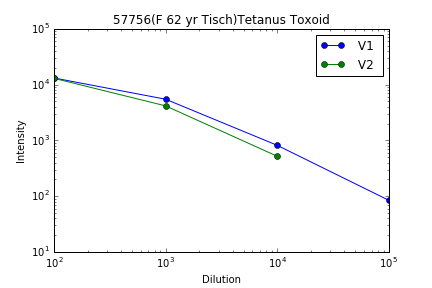 57756(F 62 yr Tisch)Tetanus Toxoid
10^5
10^4
10^3
10^2
10^1
Intensity
V1
V2
10^2 10^3 10^4 10^5
Dilution